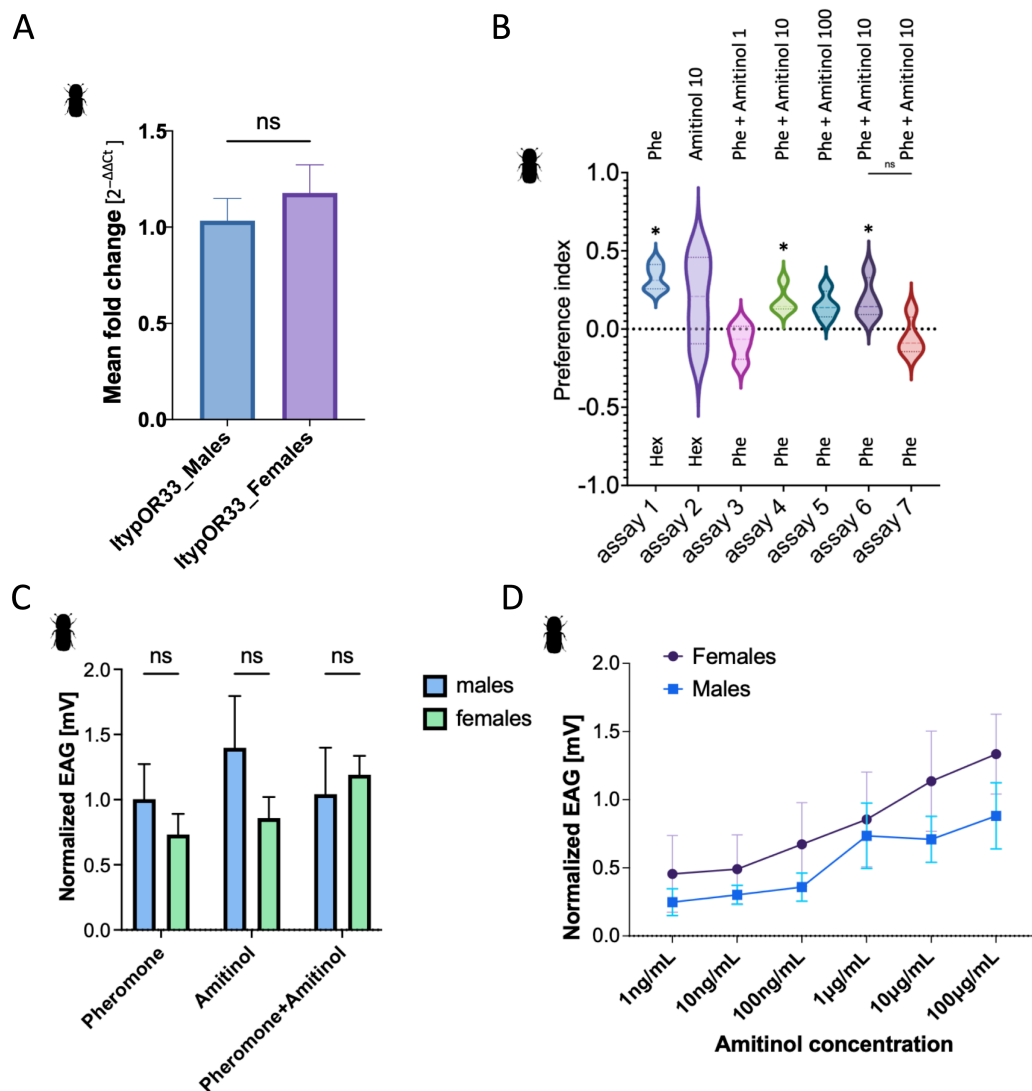 A
ns
Mean fold change [2^−ΔΔCt]
1.5
1.0
0.5
0.0
ItypOR33_Males
ItypOR33_Females
B
Phe
Amitinol 10
Phe + Amitinol 1
Phe + Amitinol 10
Phe + Amitinol 100
Phe + Amitinol 10
Phe + Amitinol 10
ns
*
*
*
Preference index
1.0
0.5
0.0
-0.5
-1.0
Hex
Hex
Phe
Phe
Phe
Phe
Phe
assay 1
assay 2
assay 3
assay 4
assay 5
assay 6
assay 7
C
ns
ns
ns
Normalized EAG [mV]
2.0
1.5
1.0
0.5
0.0
Pheromone
Amitinol
Pheromone+Amitinol
males
females
D
Females
Males
Normalized EAG [mV]
2.0
1.5
1.0
0.5
0.0
1ng/mL
10ng/mL
100ng/mL
1µg/mL
10µg/mL
100µg/mL
Amitinol concentration